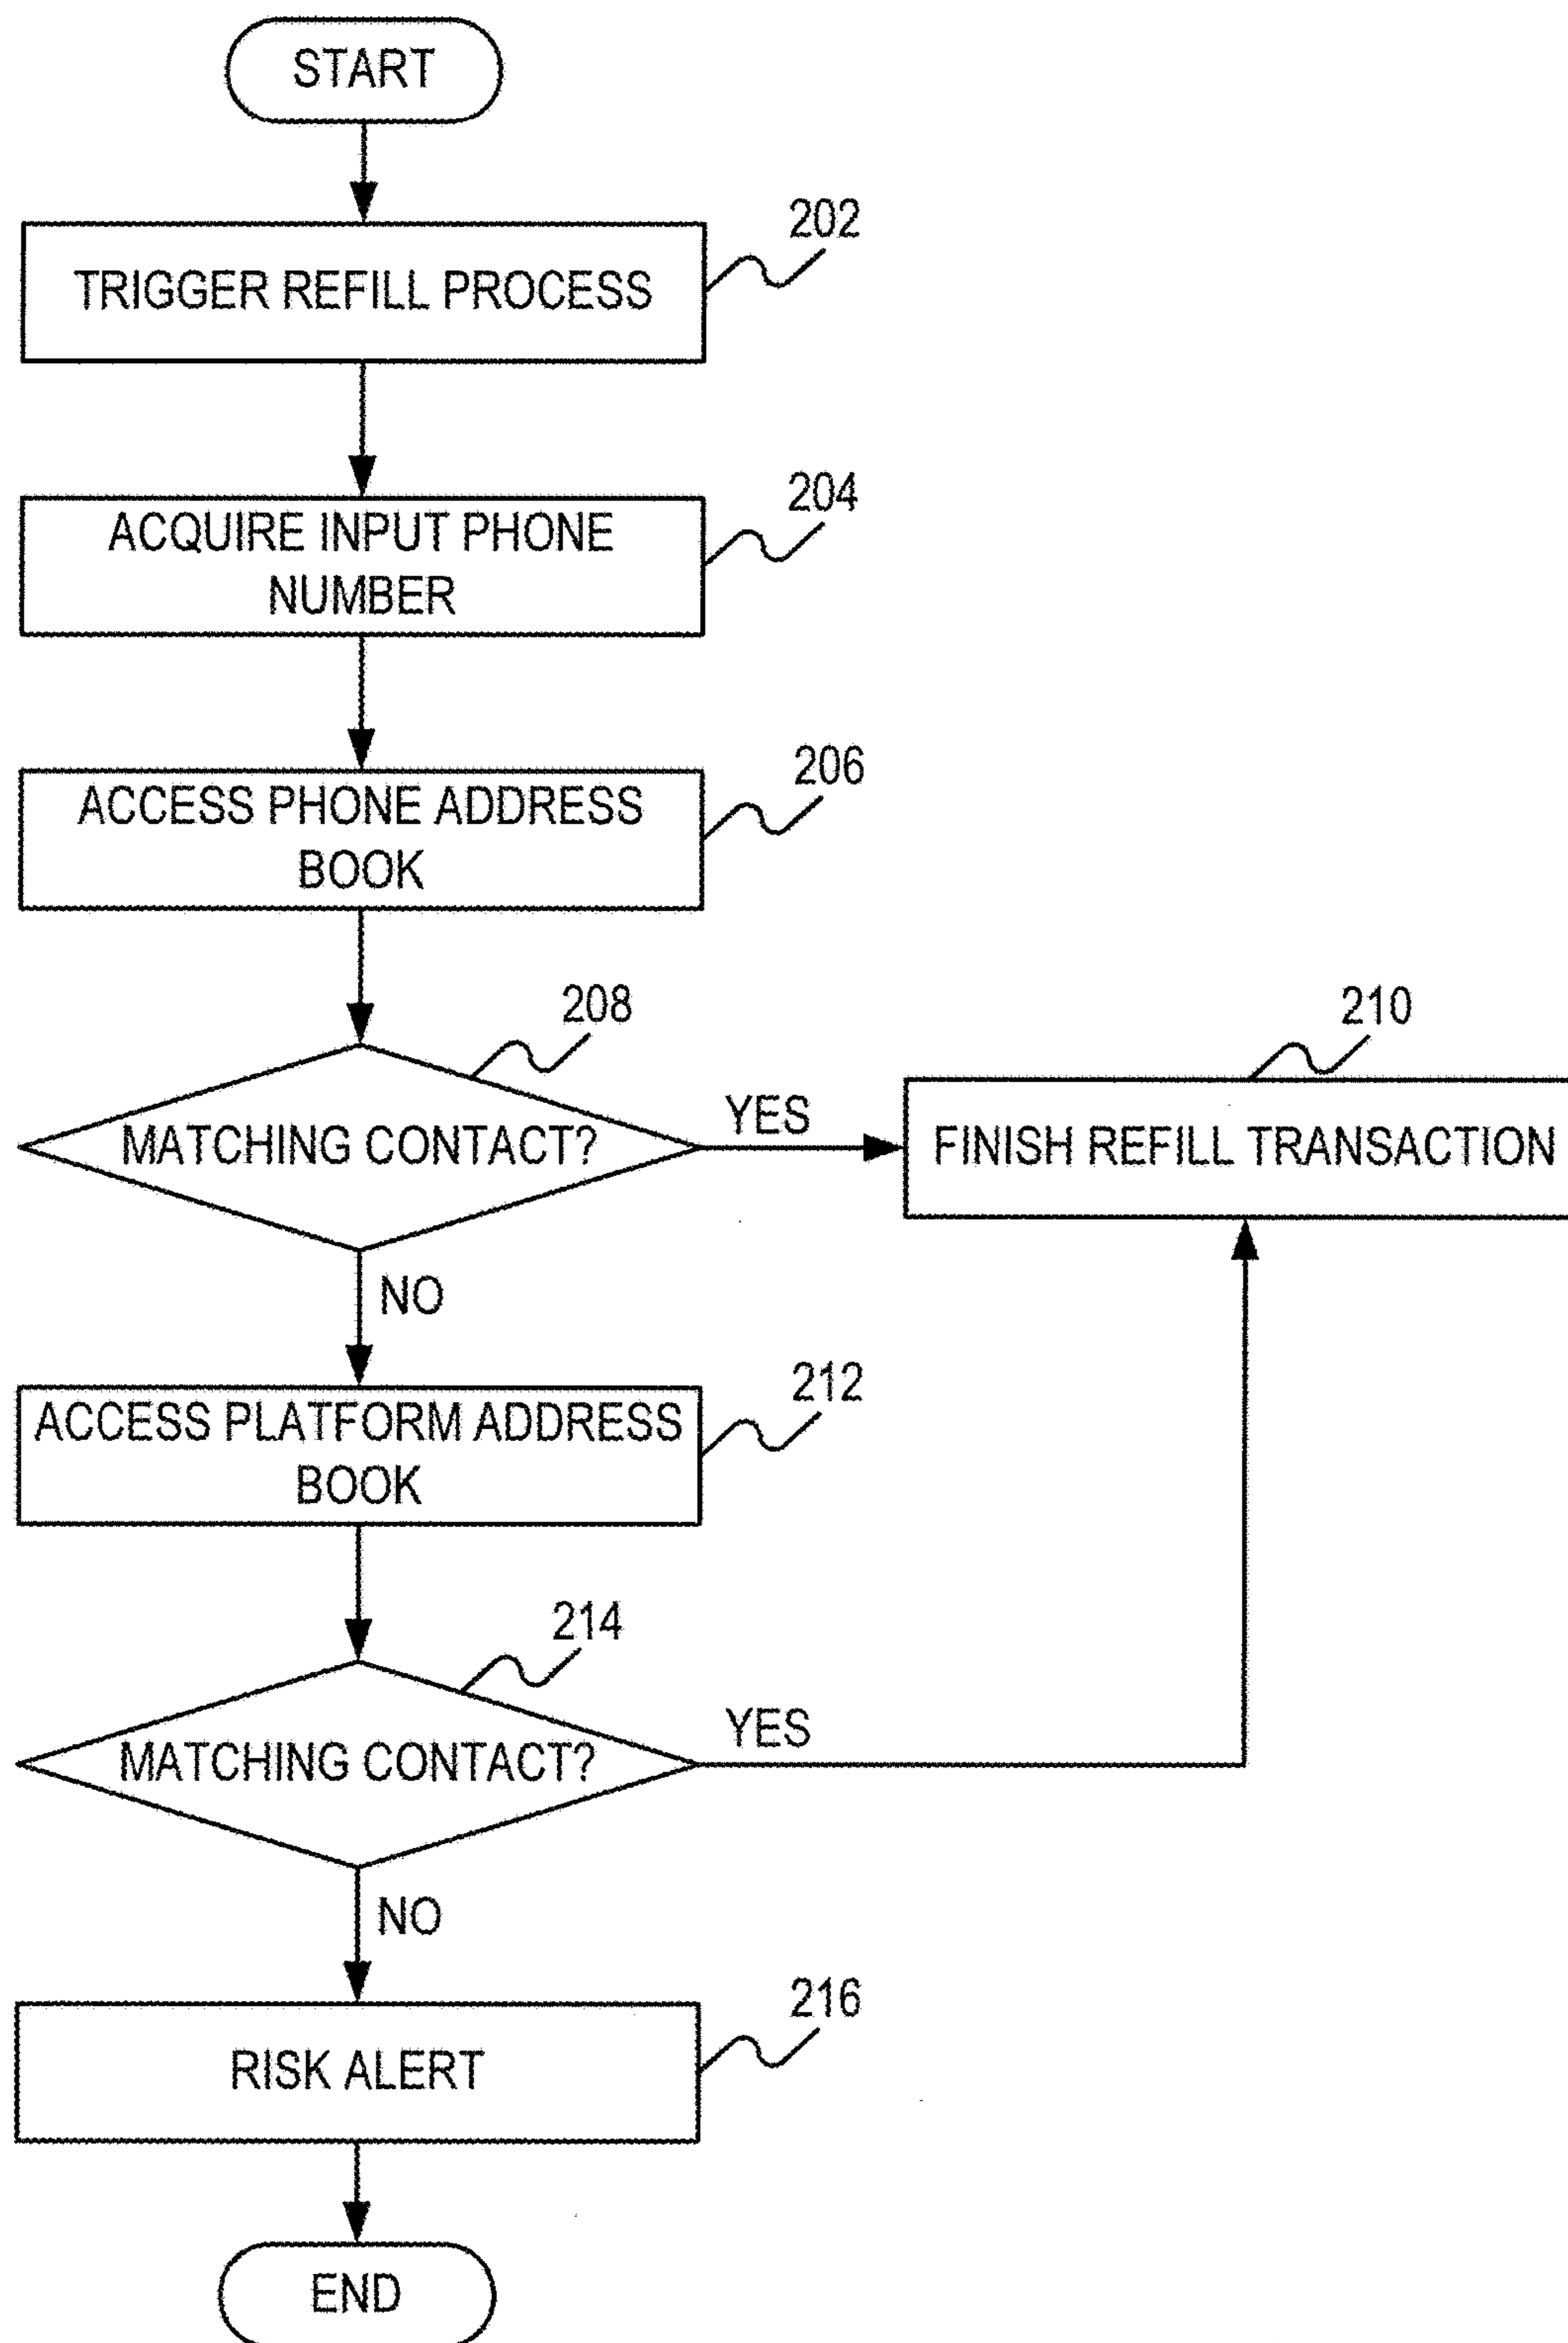 START
202
TRIGGER REFILL PROCESS
204
ACQUIRE INPUT PHONE
NUMBER
206
ACCESS PHONE ADDRESS
BOOK
208
MATCHING CONTACT?
YES
210
FINISH REFILL TRANSACTION
NO
212
ACCESS PLATFORM ADDRESS
BOOK
214
MATCHING CONTACT?
YES
NO
216
RISK ALERT
END